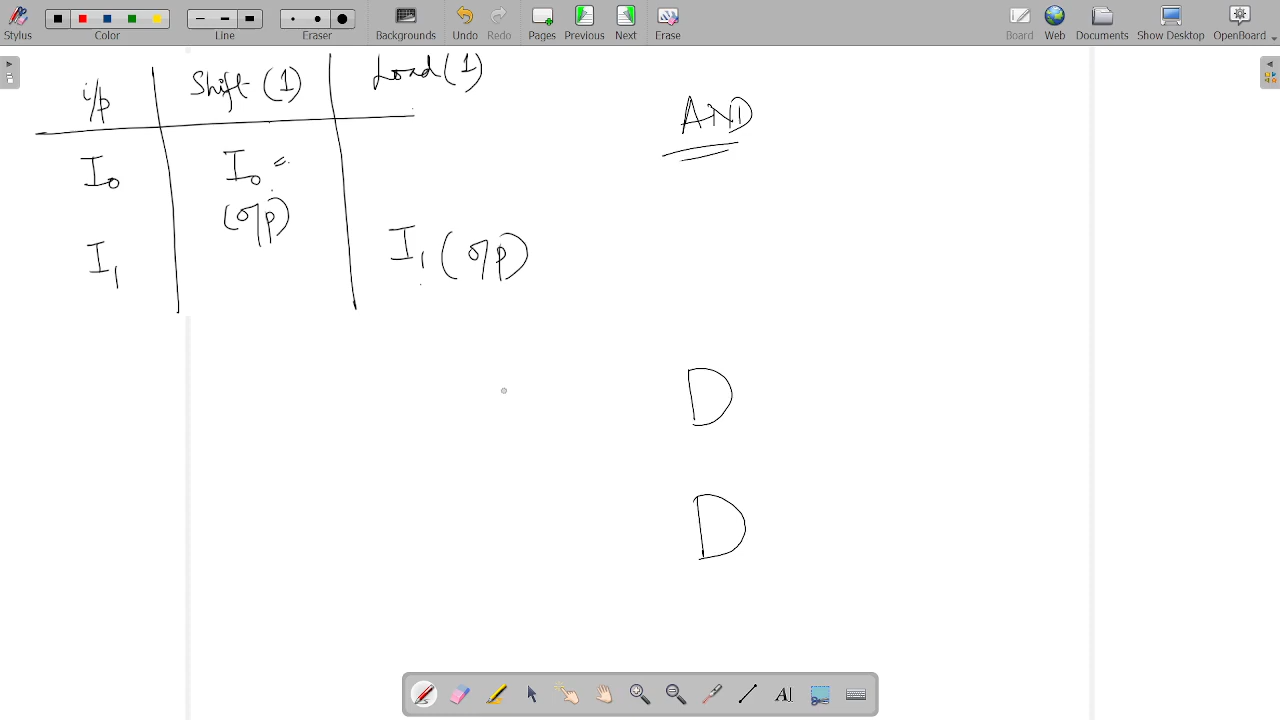 Stylus Color Line Eraser Backgrounds Undo Redo Pages Previous Next Erase Board Web Documents Show Desktop OpenBoard
i/p Shift (1) Load (1)
I₀ I₀ =
(o/p)
I₁ I₁ (o/p)
AND
A